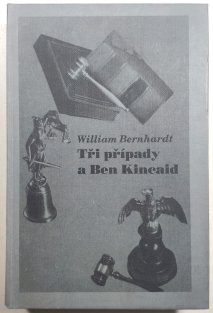 William Bernhardt
Tři případy
a Ben Kincaid